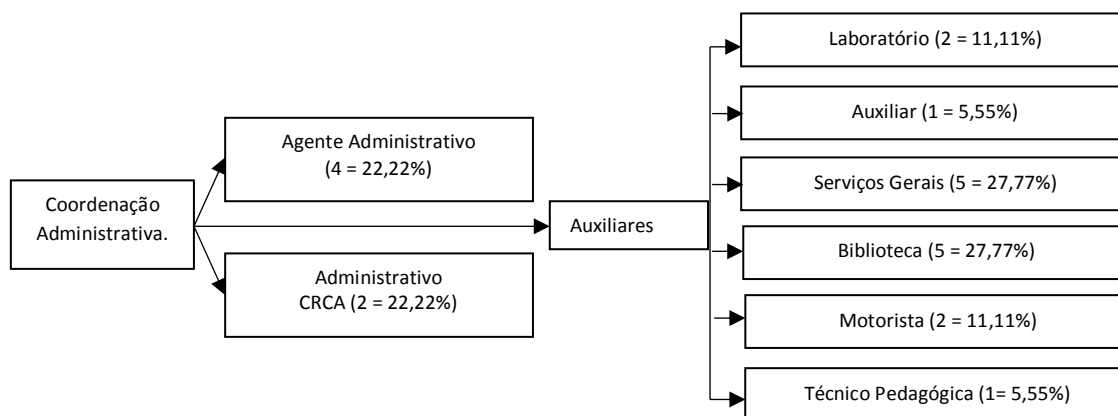 Coordenação
Administrativa.
Agente Administrativo
(4 = 22,22%)
Administrativo
CRCA (2 = 22,22%)
Auxiliares
Laboratório (2 = 11,11%)
Auxiliar (1 = 5,55%)
Serviços Gerais (5 = 27,77%)
Biblioteca (5 = 27,77%)
Motorista (2 = 11,11%)
Técnico Pedagógica (1= 5,55%)